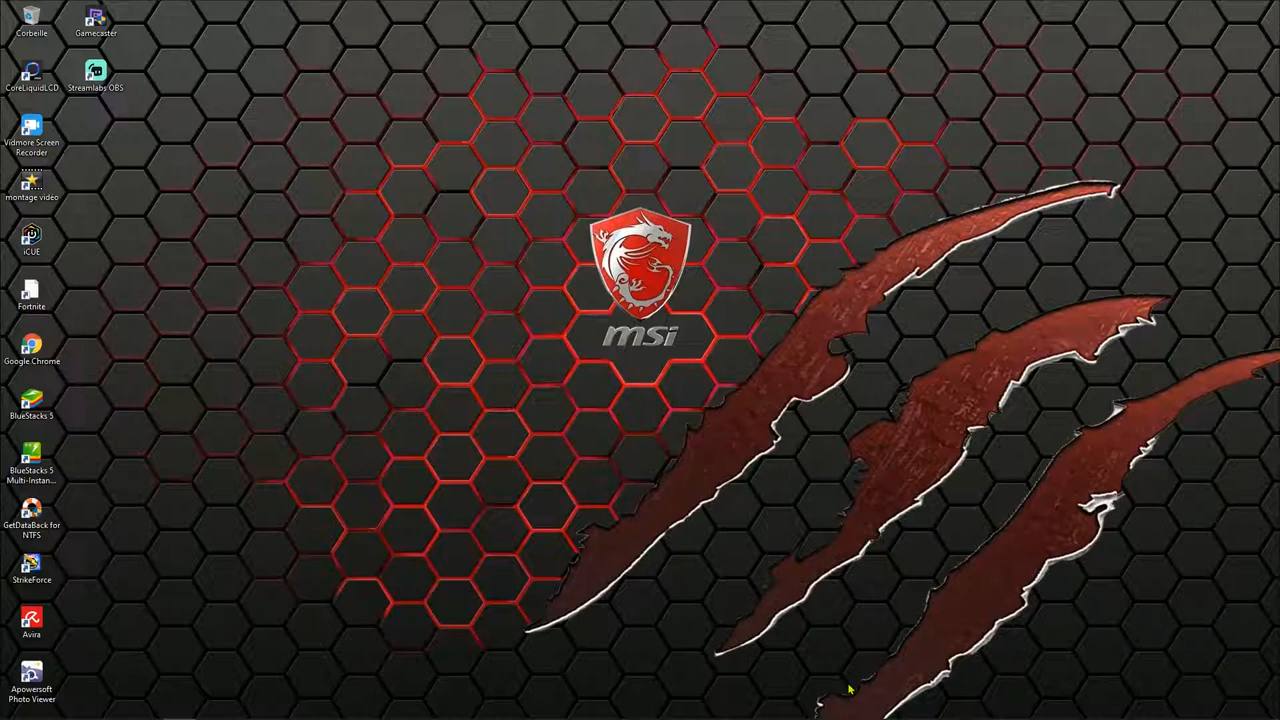 Corbeille
Gamecaster
CoreLiquidLCD
Streamlabs OBS
Vidmore Screen
Recorder
montage vidéo
iCUE
Fortnite
Google Chrome
BlueStacks 5
BlueStacks 5
Multi-Instan...
GetDataBack for
NTFS
StrikeForce
Avira
Apowersoft
Photo Viewer
msi